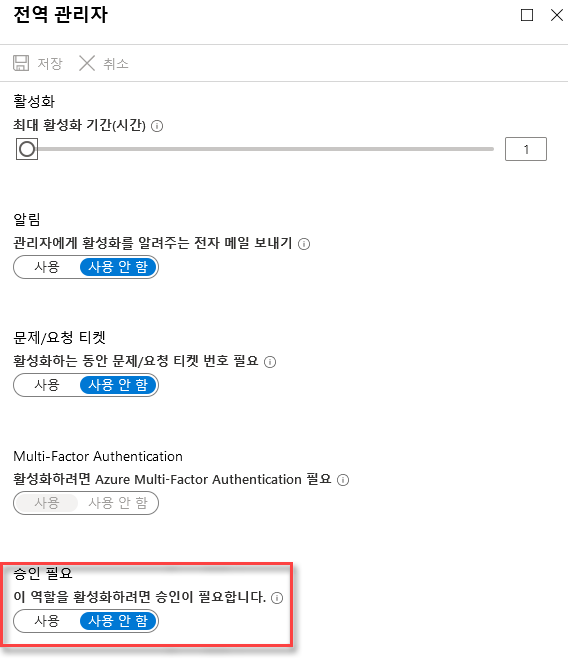 전역 관리자
저장 취소
활성화
최대 활성화 기간(시간)
1
알림
관리자에게 활성화를 알려주는 전자 메일 보내기
사용 사용 안 함
문제/요청 티켓
활성화하는 동안 문제/요청 티켓 번호 필요
사용 사용 안 함
Multi-Factor Authentication
활성화하려면 Azure Multi-Factor Authentication 필요
사용 사용 안 함
승인 필요
이 역할을 활성화하려면 승인이 필요합니다.
사용 사용 안 함